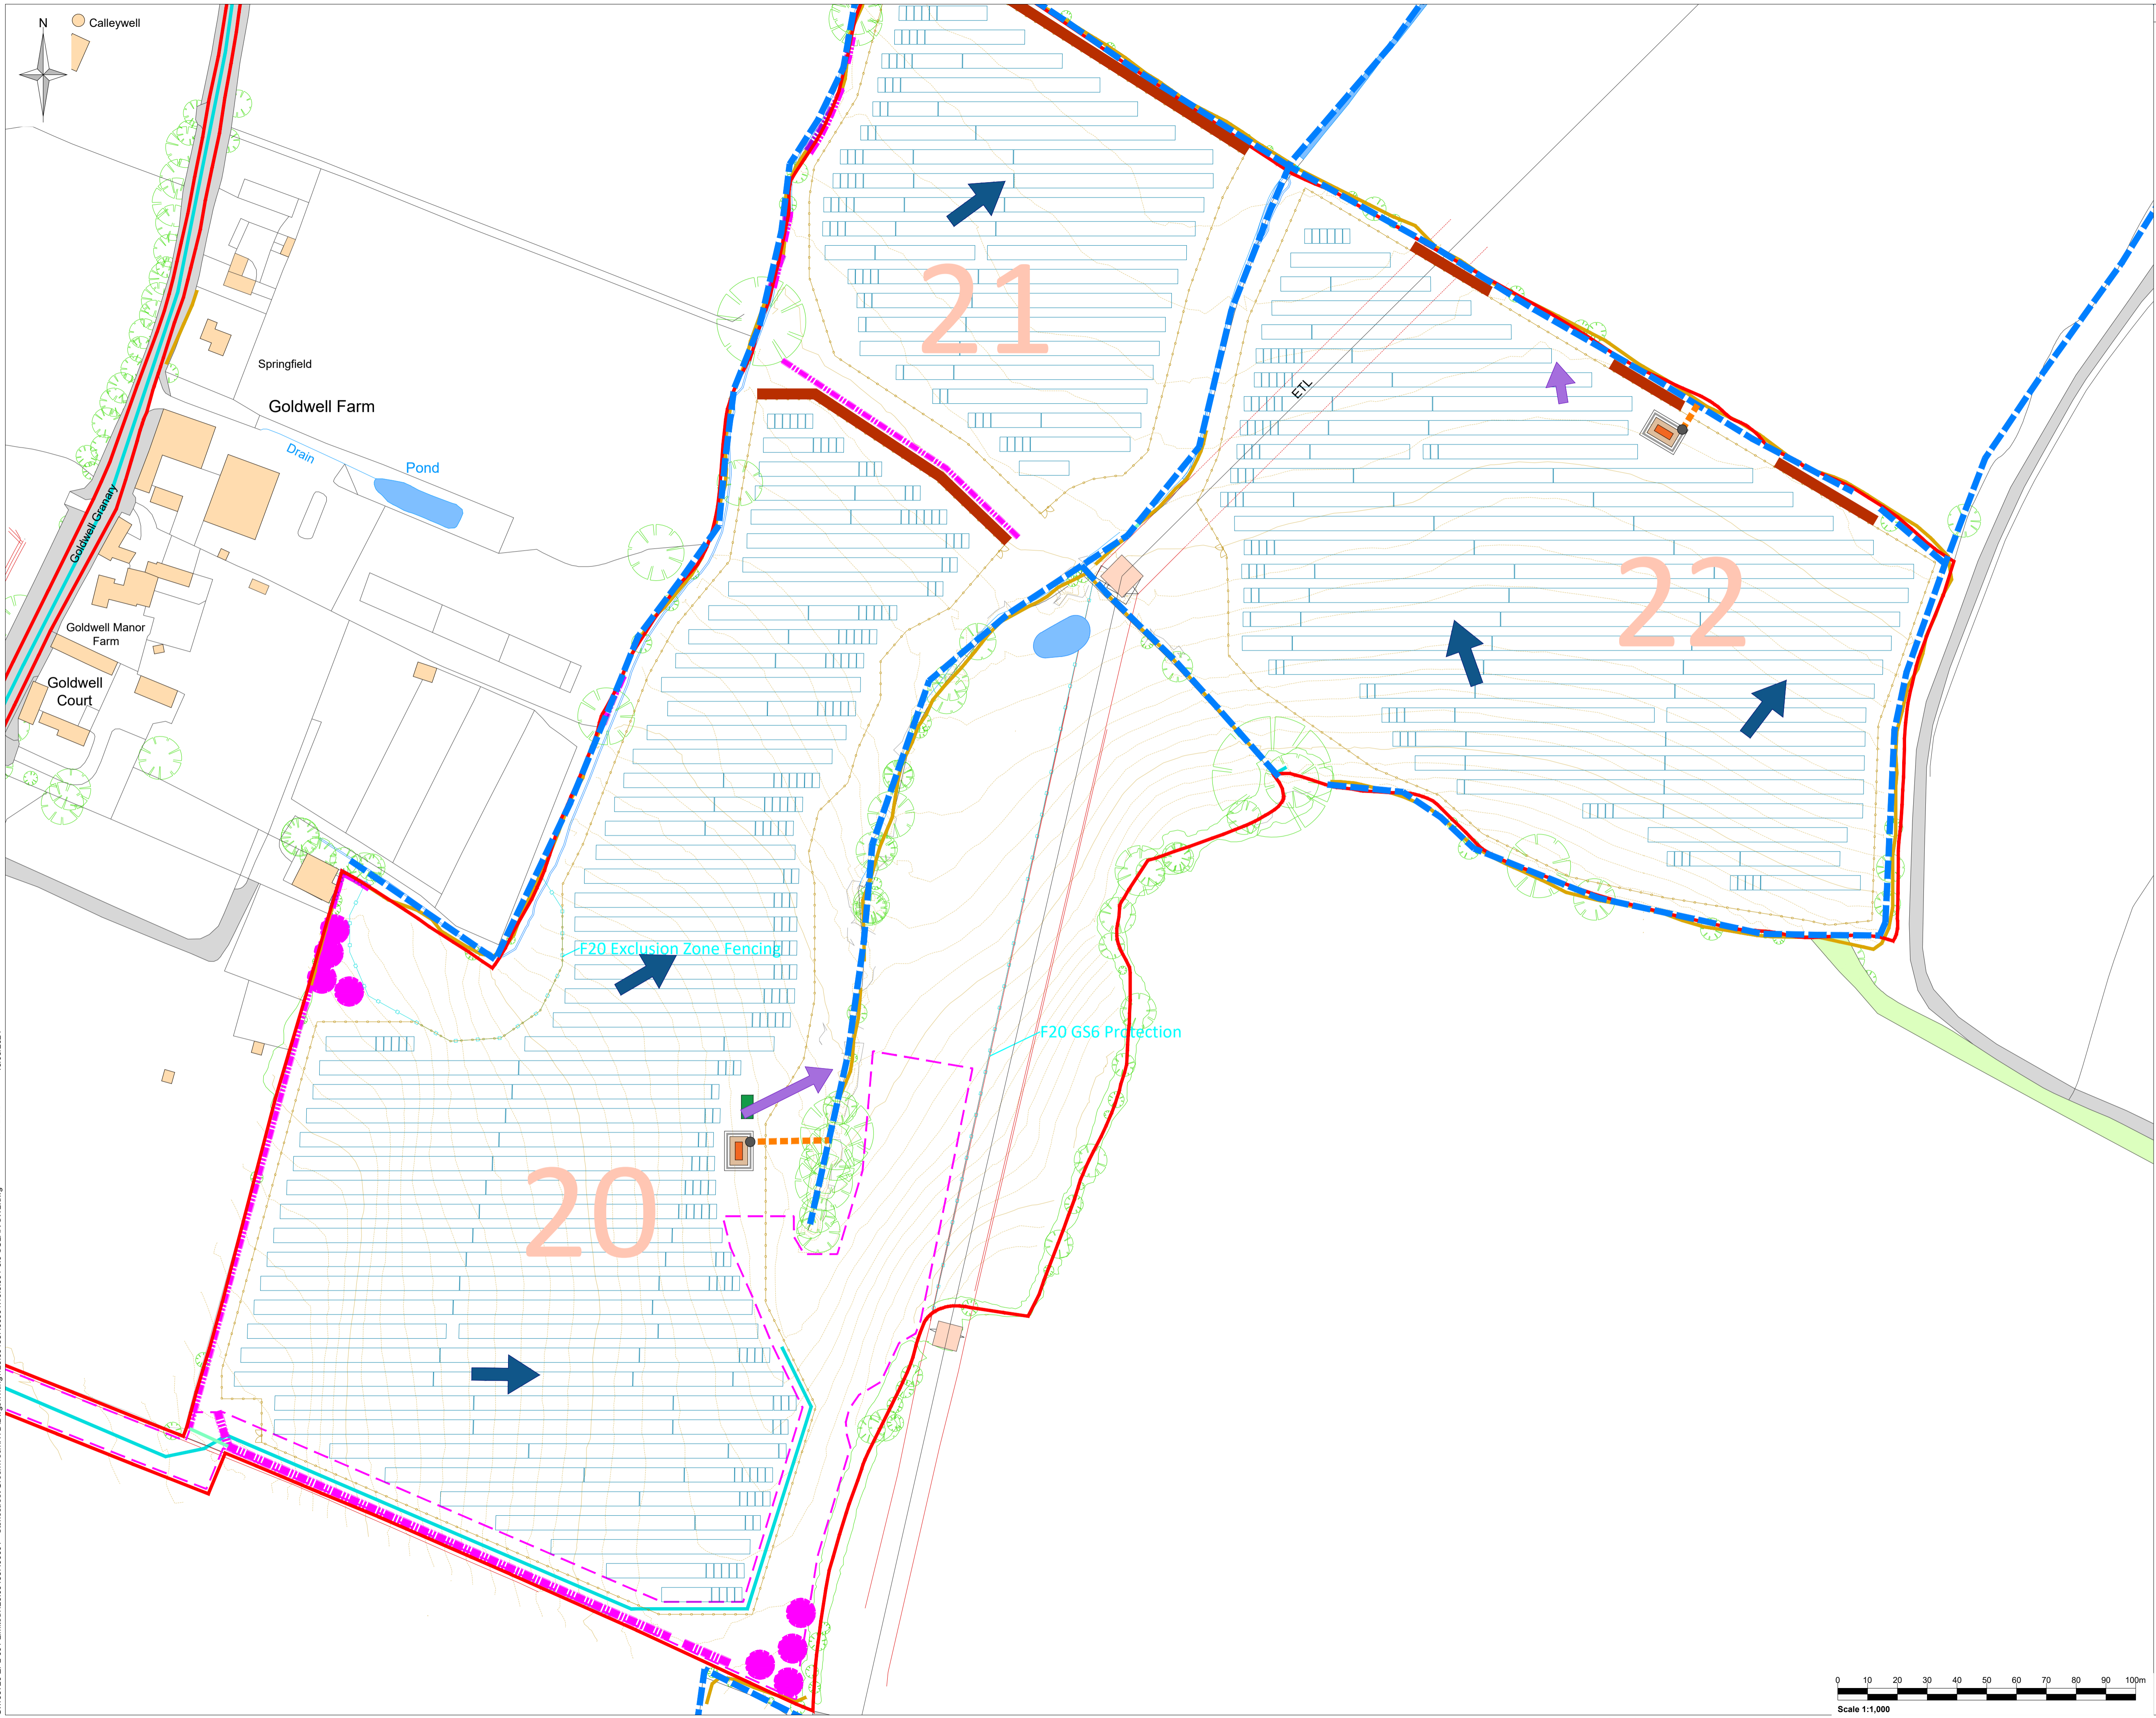 N
Calleywell
21
Springfield
Goldwell Farm
ETL
Drain
Pond
Goldwell Granary
22
Goldwell Manor
Farm
Goldwell
Court
F20 Exclusion Zone Fencing
F20 GS6 Protection
20
0 10 20 30 40 50 60 70 80 90 100m
Scale 1:1,000